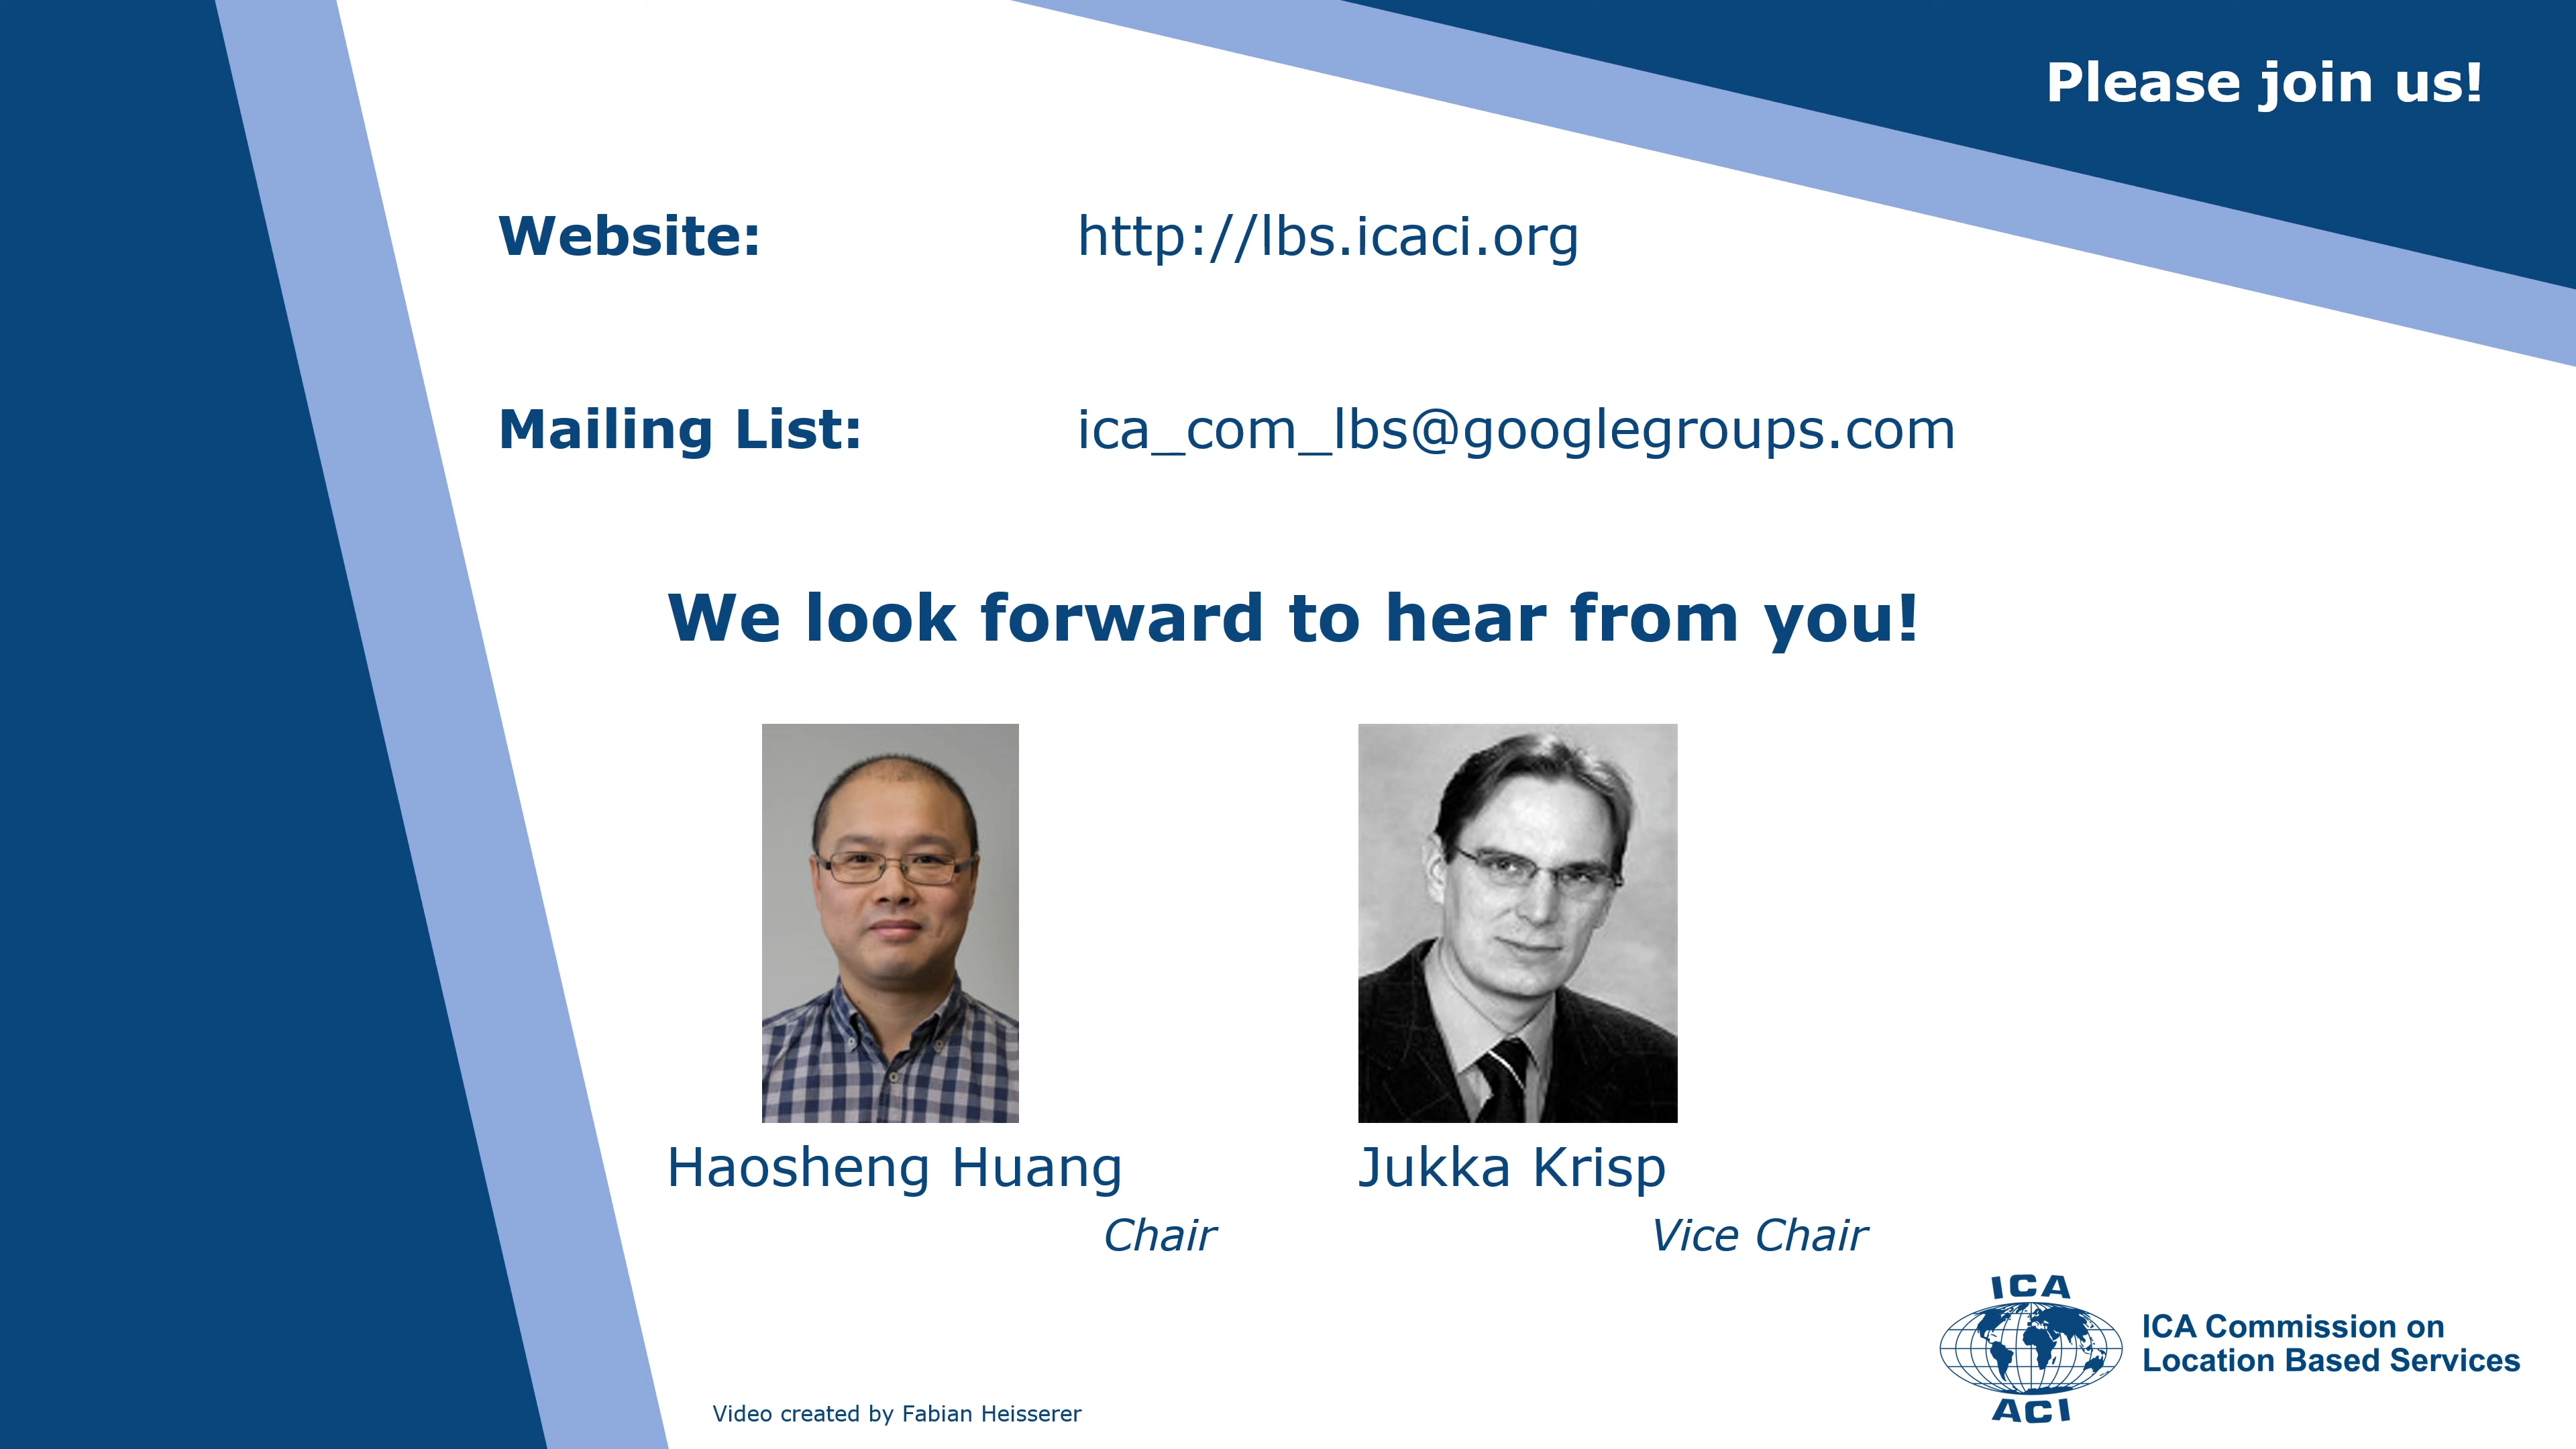 Please join us!
Website: http://lbs.icaci.org
Mailing List: ica_com_lbs@googlegroups.com
We look forward to hear from you!
Haosheng Huang
Chair
Jukka Krisp
Vice Chair
ICA
ACI
ICA Commission on
Location Based Services
Video created by Fabian Heisserer